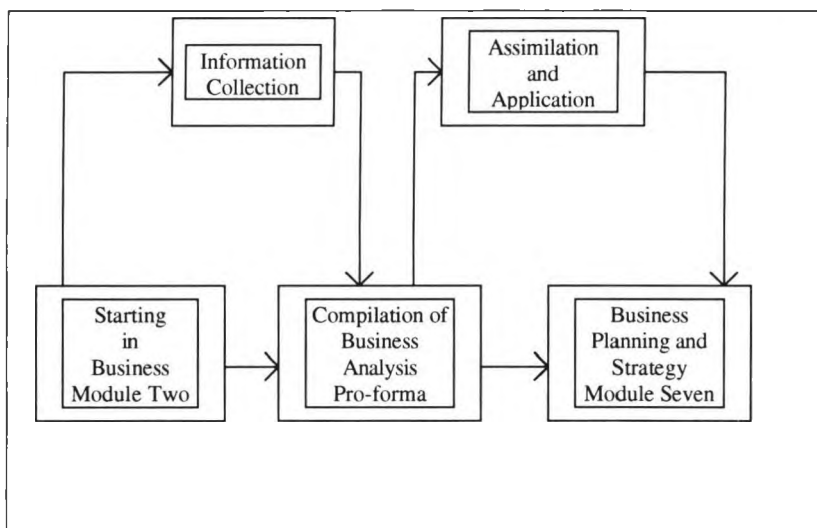 Information
Collection
Assimilation
and
Application
Starting
in
Business
Module Two
Compilation of
Business
Analysis
Pro-forma
Business
Planning and
Strategy
Module Seven